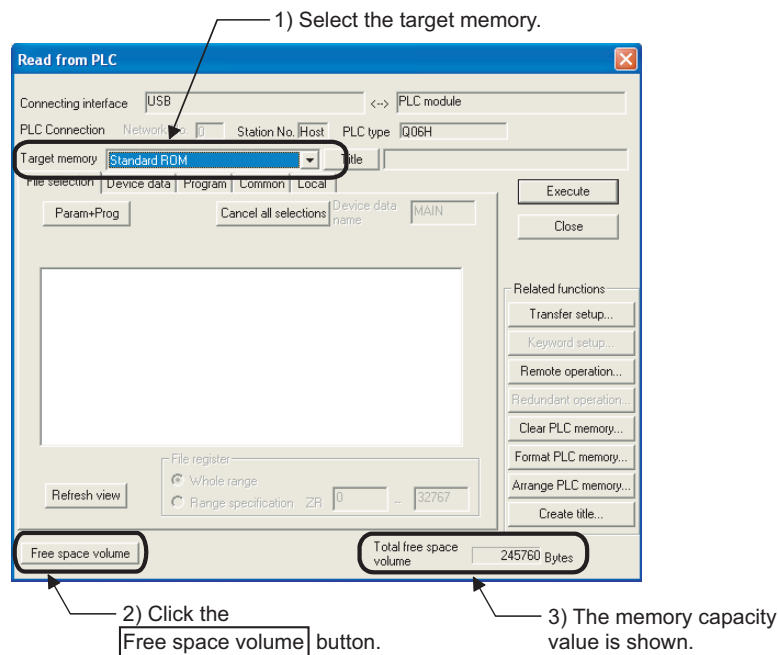 1) Select the target memory.
Read from PLC
Connecting interface USB <--> PLC module
PLC Connection Network No. 0 Station No. Host PLC type Q06H
Target memory Standard ROM Title
File selection Device data Program Common Local
Execute
Param+Prog Cancel all selections Device data name MAIN
Close
Related functions
Transfer setup...
Keyword setup...
Remote operation...
Redundant operation...
Clear PLC memory...
Format PLC memory...
Arrange PLC memory...
Create title...
File register
Whole range
Refresh view
Range specification ZR 0 – 32767
Free space volume
Total free space
volume 245760 Bytes
2) Click the
Free space volume button.
3) The memory capacity
value is shown.